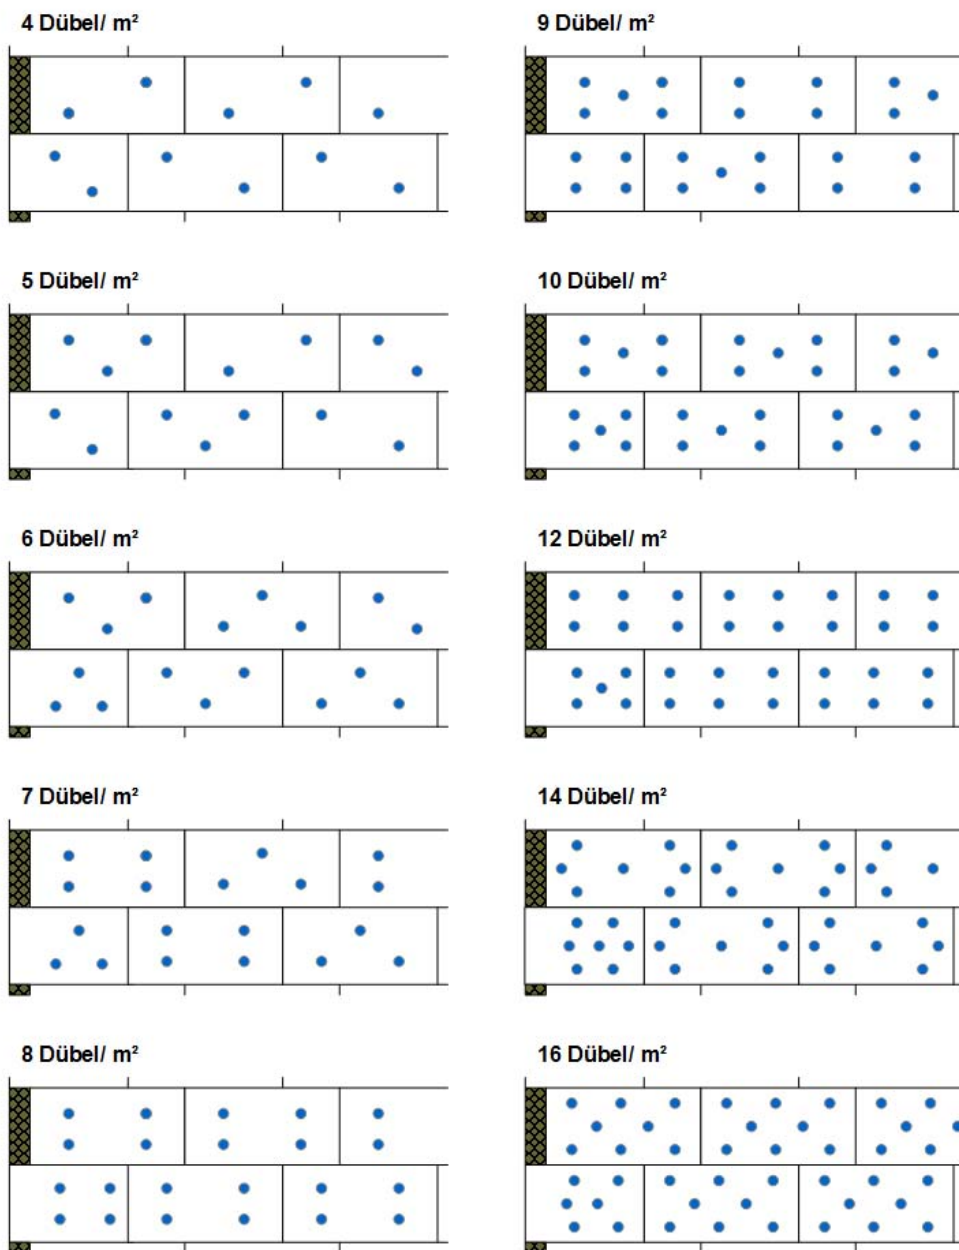 4 Dübel/ m²
9 Dübel/ m²
5 Dübel/ m²
10 Dübel/ m²
6 Dübel/ m²
12 Dübel/ m²
7 Dübel/ m²
14 Dübel/ m²
8 Dübel/ m²
16 Dübel/ m²